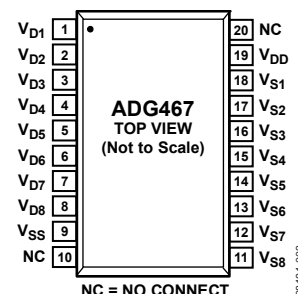 VD1 1 20 NC
VD2 2 19 VDD
VD3 3 18 VS1
VD4 4 ADG467 17 VS2
VD5 5 TOP VIEW 16 VS3
VD6 6 (Not to Scale) 15 VS4
VD7 7 14 VS5
VD8 8 13 VS6
VSS 9 12 VS7
NC 10 11 VS8
NC = NO CONNECT